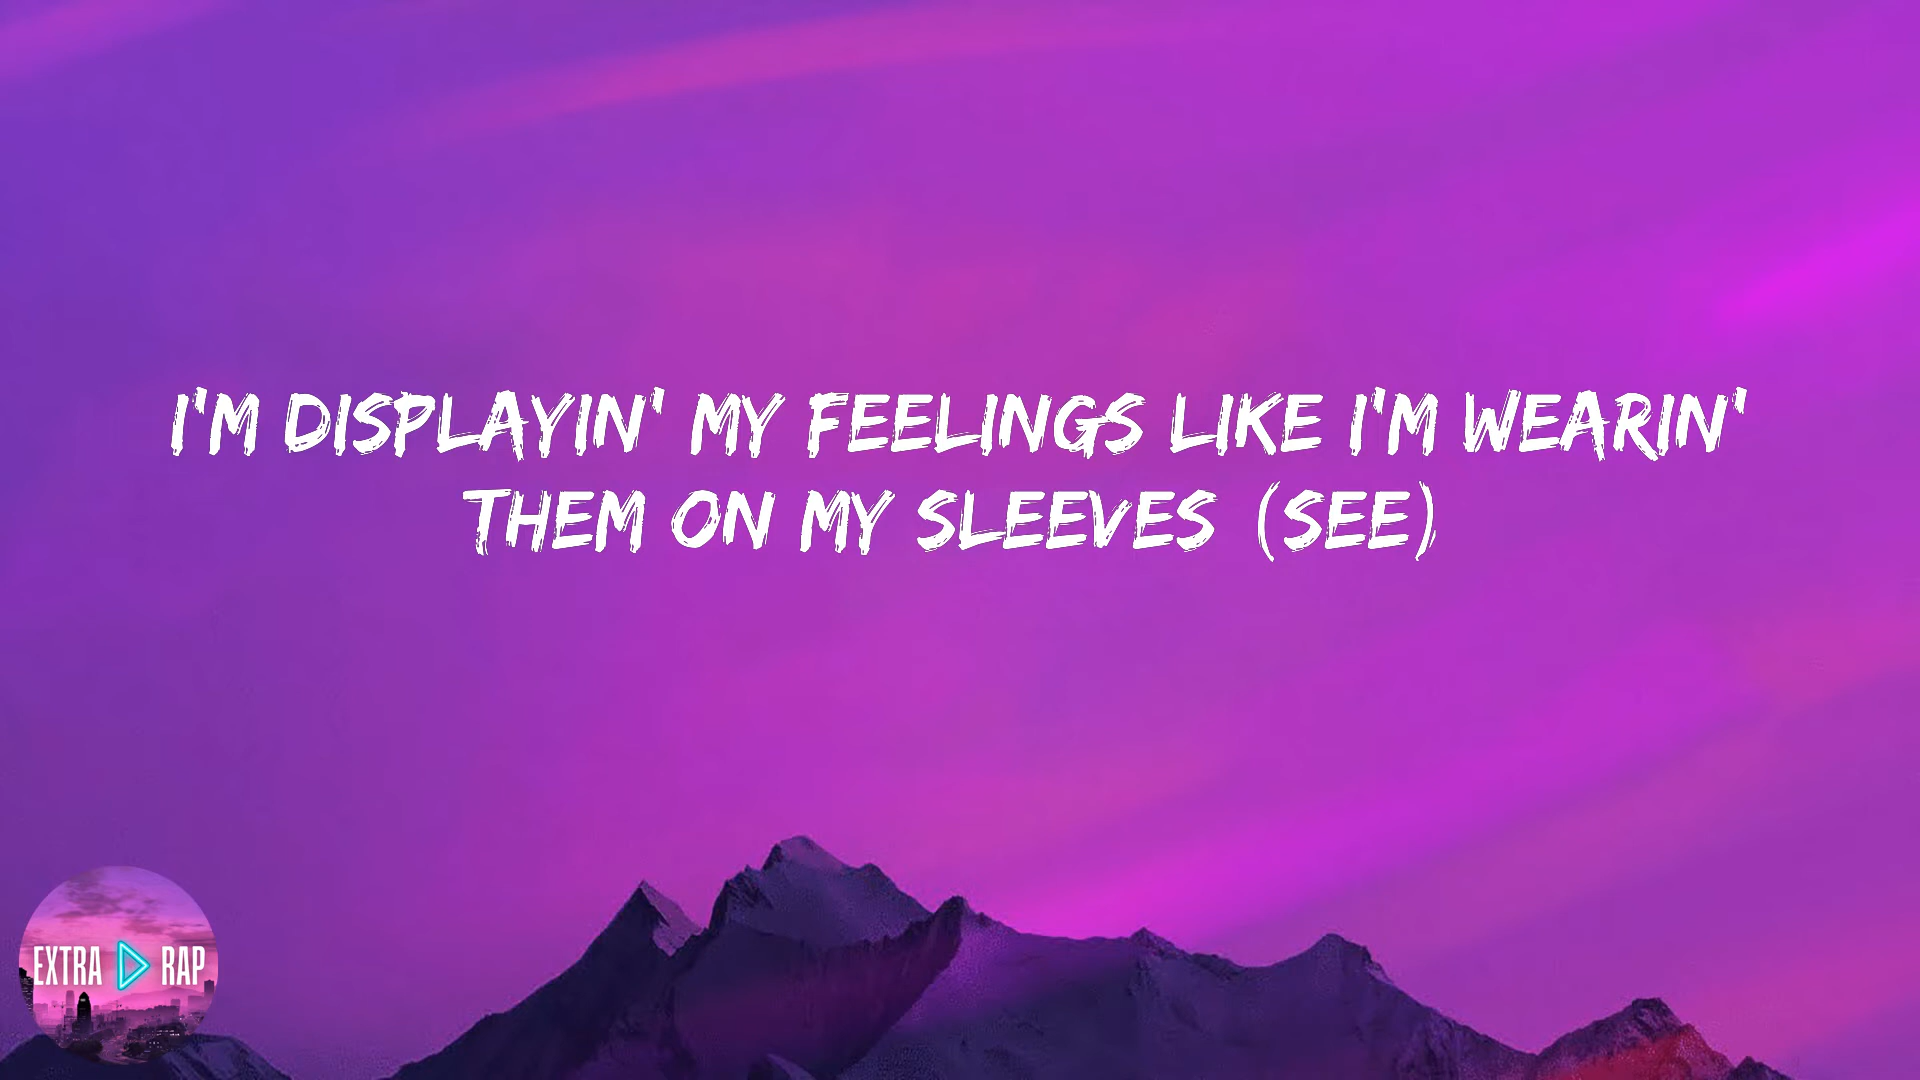 I'M DISPLAYIN' MY FEELINGS LIKE I'M WEARIN'
THEM ON MY SLEEVES (SEE)
EXTRA RAP